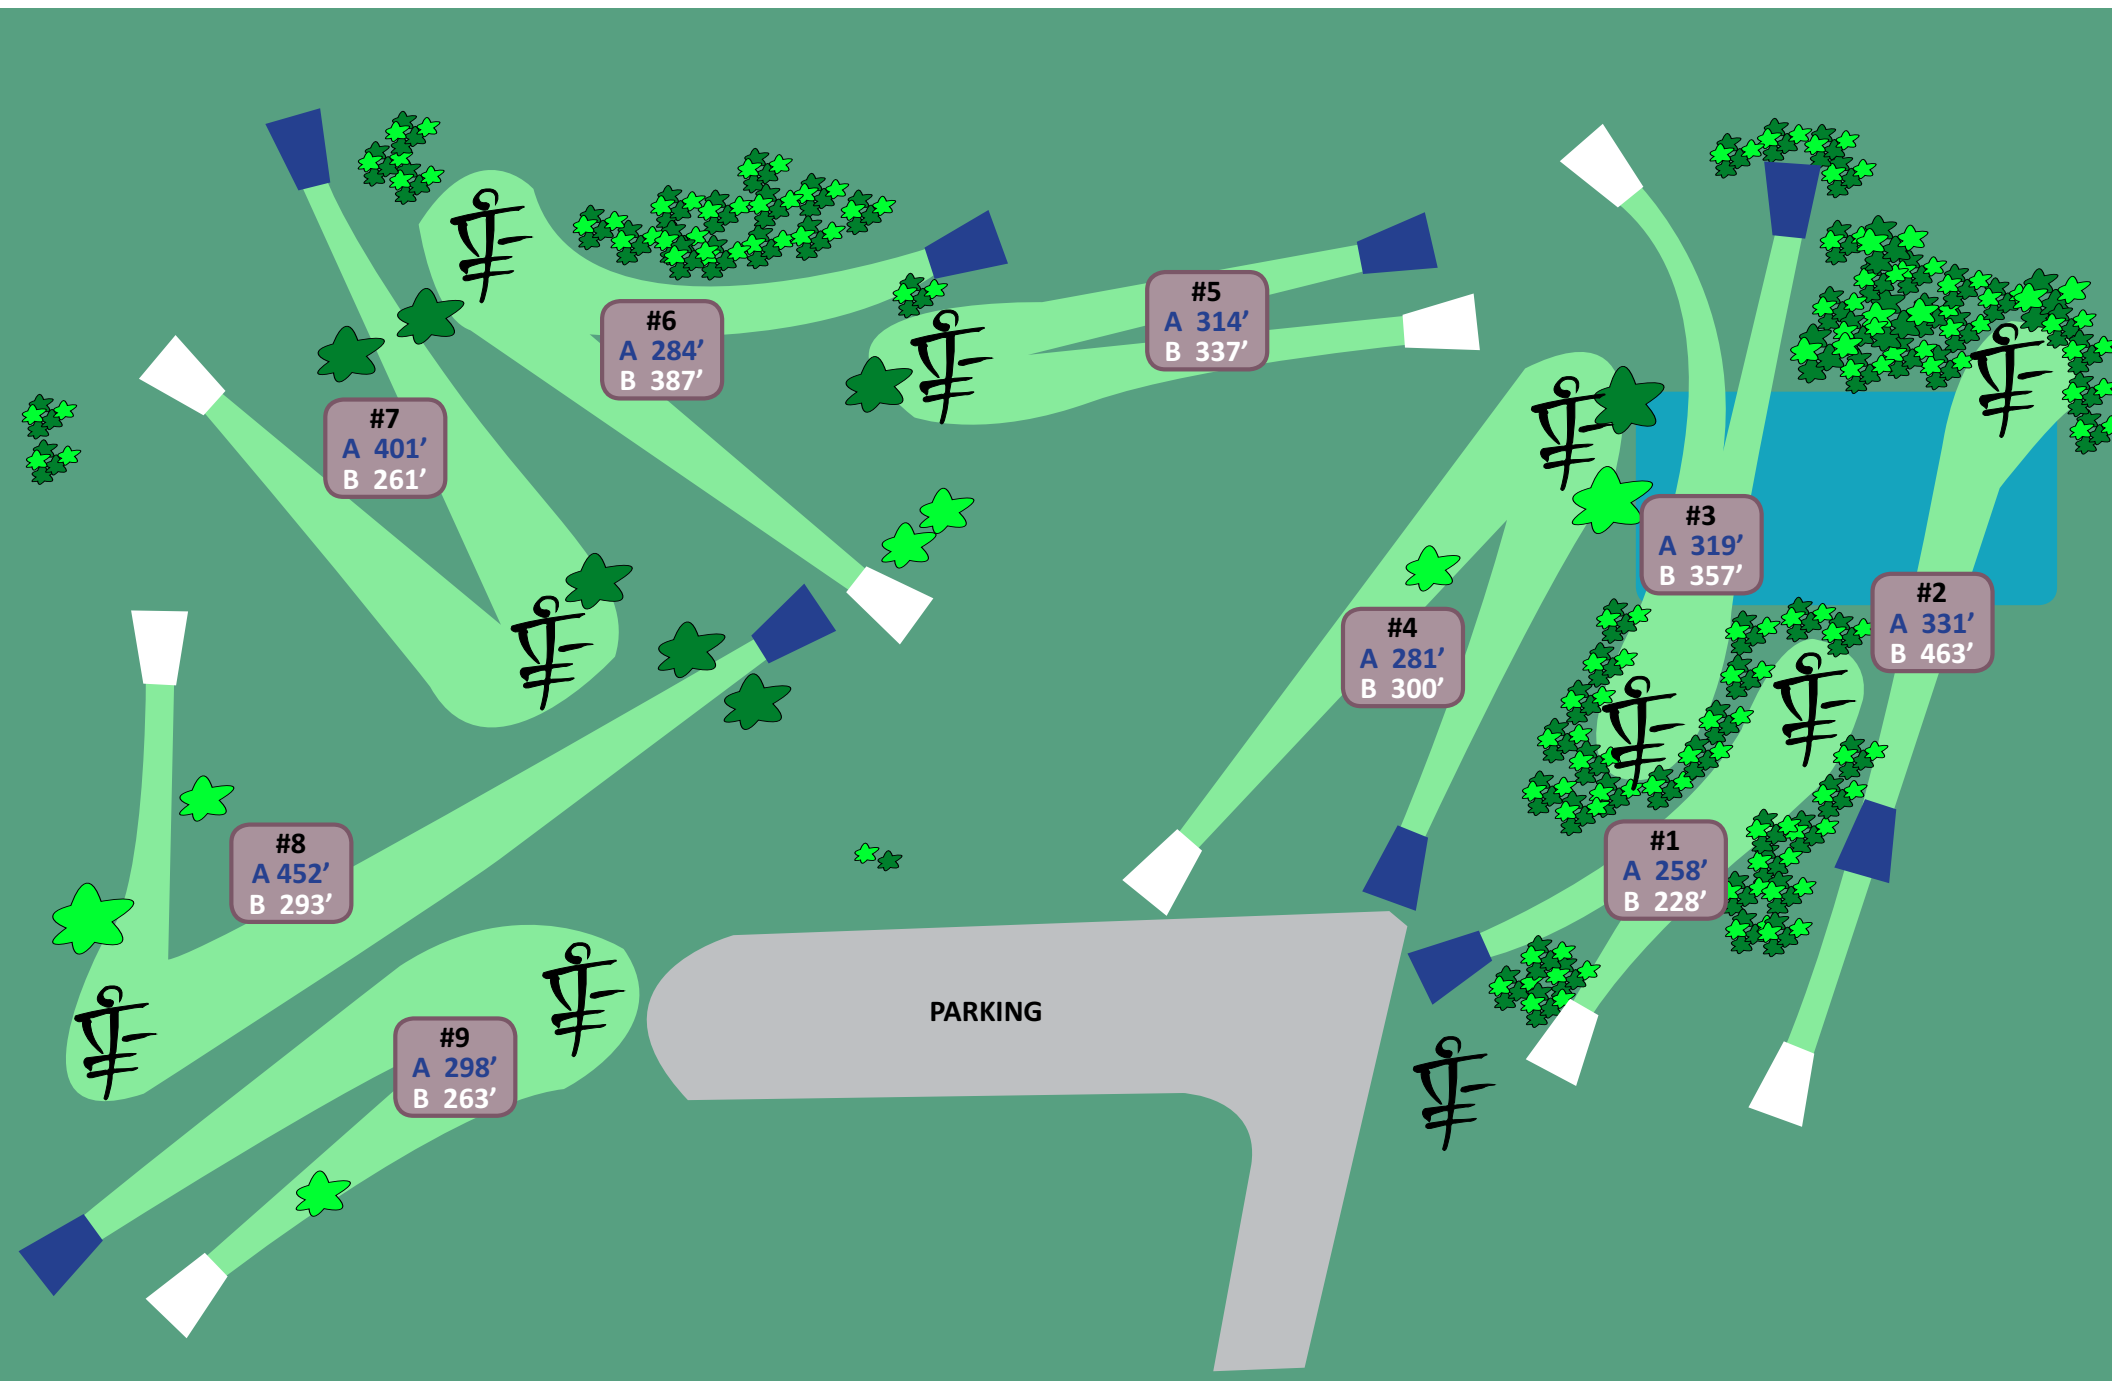 #1
A 258’
B 228’
#2
A 331’
B 463’
#3
A 319’
B 357’
#4
A 281’
B 300’
#5
A 314’
B 337’
#6
A 284’
B 387’
#7
A 401’
B 261’
#8
A 452’
B 293’
#9
A 298’
B 263’
PARKING